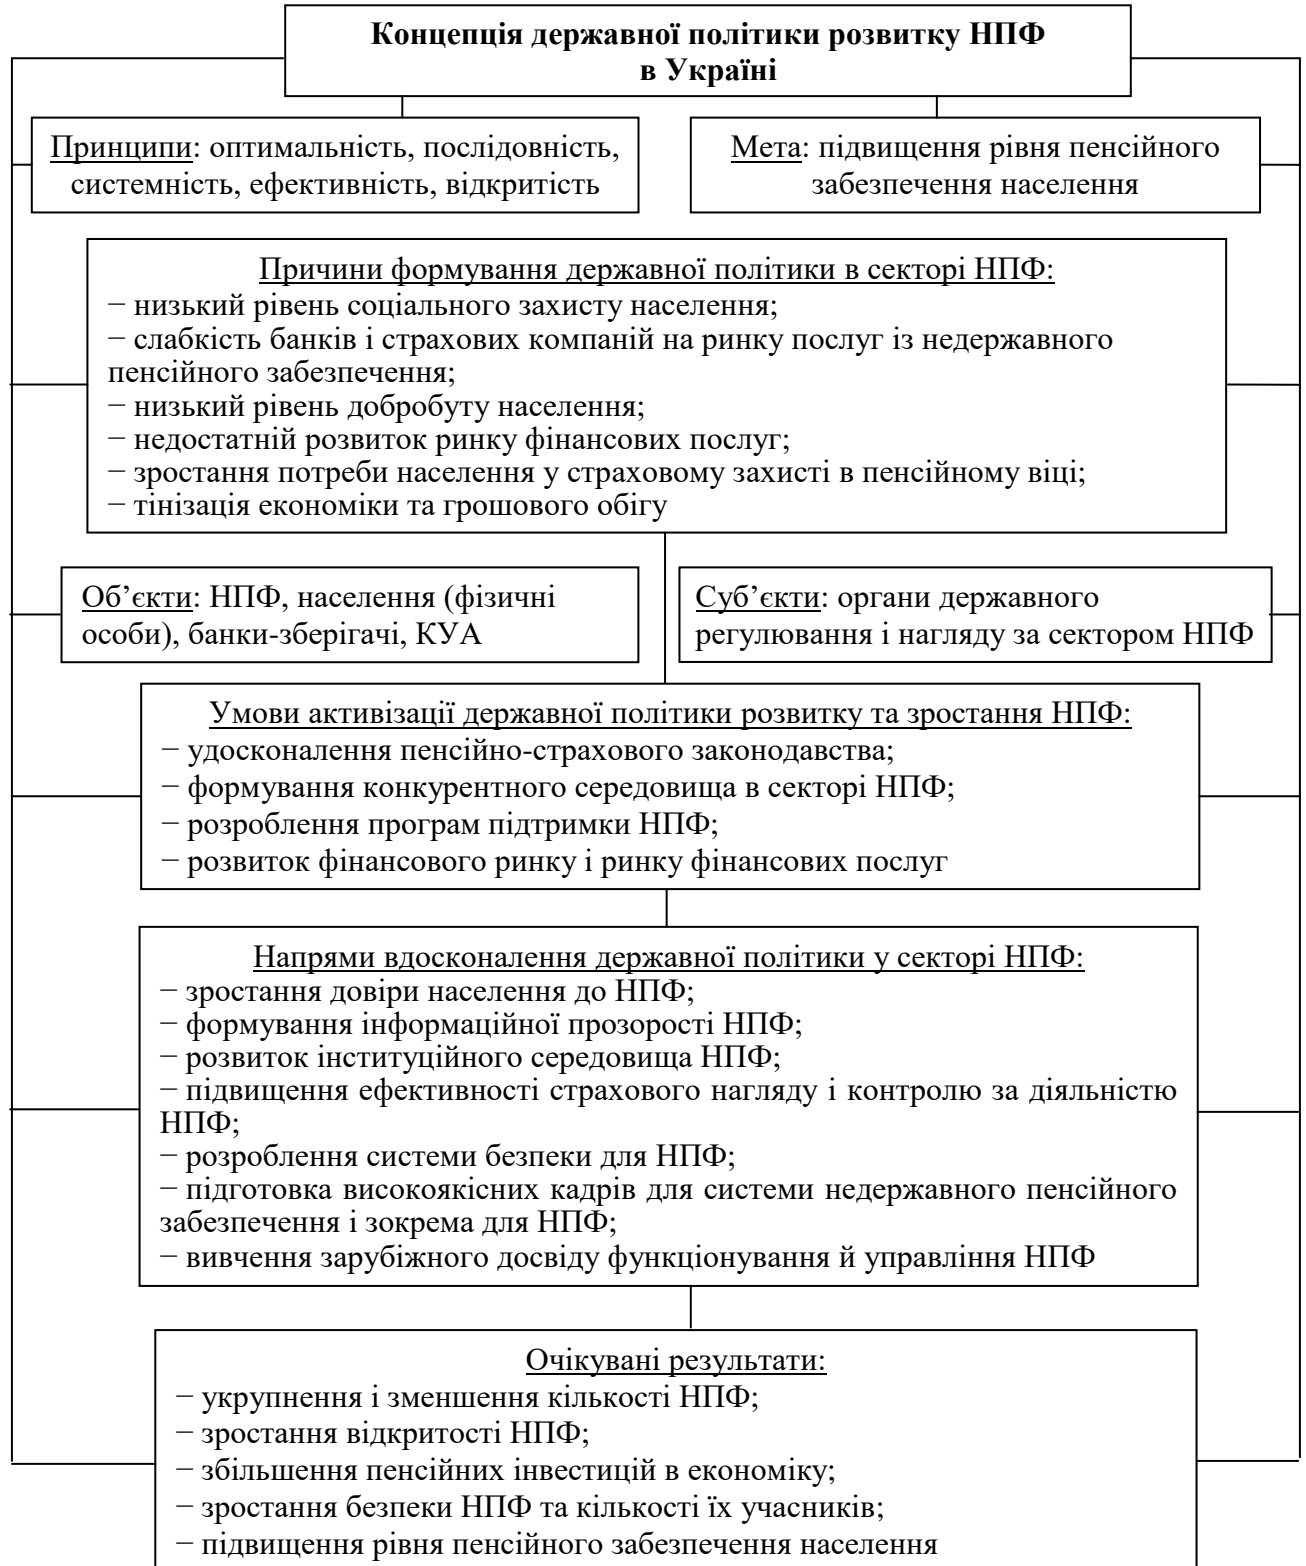 Концепція державної політики розвитку НПФ
в Україні
Принципи: оптимальність, послідовність,
системність, ефективність, відкритість
Мета: підвищення рівня пенсійного
забезпечення населення
Причини формування державної політики в секторі НПФ:
− низький рівень соціального захисту населення;
− слабкість банків і страхових компаній на ринку послуг із недержавного
пенсійного забезпечення;
− низький рівень добробуту населення;
− недостатній розвиток ринку фінансових послуг;
− зростання потреби населення у страховому захисті в пенсійному віці;
− тінізація економіки та грошового обігу
Об’єкти: НПФ, населення (фізичні
особи), банки-зберігачі, КУА
Суб’єкти: органи державного
регулювання і нагляду за сектором НПФ
Умови активізації державної політики розвитку та зростання НПФ:
− удосконалення пенсійно-страхового законодавства;
− формування конкурентного середовища в секторі НПФ;
− розроблення програм підтримки НПФ;
− розвиток фінансового ринку і ринку фінансових послуг
Напрями вдосконалення державної політики у секторі НПФ:
− зростання довіри населення до НПФ;
− формування інформаційної прозорості НПФ;
− розвиток інституційного середовища НПФ;
− підвищення ефективності страхового нагляду і контролю за діяльністю
НПФ;
− розроблення системи безпеки для НПФ;
− підготовка високоякісних кадрів для системи недержавного пенсійного
забезпечення і зокрема для НПФ;
− вивчення зарубіжного досвіду функціонування й управління НПФ
Очікувані результати:
− укрупнення і зменшення кількості НПФ;
− зростання відкритості НПФ;
− збільшення пенсійних інвестицій в економіку;
− зростання безпеки НПФ та кількості їх учасників;
− підвищення рівня пенсійного забезпечення населення